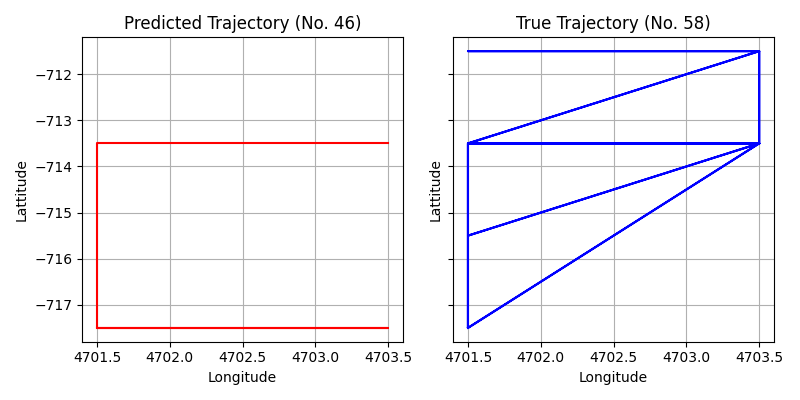 Predicted Trajectory (No. 46)
Lattitude
−712
−713
−714
−715
−716
−717
4701.5 4702.0 4702.5 4703.0 4703.5
Longitude
True Trajectory (No. 58)
Lattitude
4701.5 4702.0 4702.5 4703.0 4703.5
Longitude